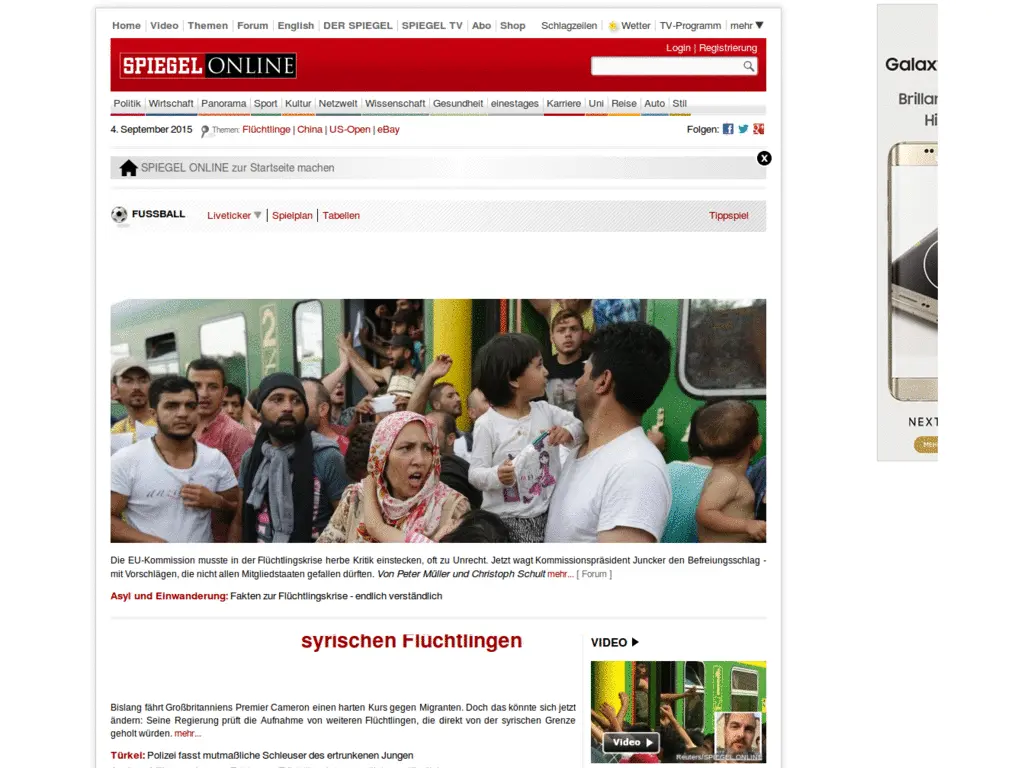 Home Video Themen Forum English DER SPIEGEL SPIEGEL TV Abo Shop Schlagzeilen Wetter TV-Programm mehr
Login | Registrierung
SPIEGEL ONLINE
Politik Wirtschaft Panorama Sport Kultur Netzwelt Wissenschaft Gesundheit einestages Karriere Uni Reise Auto Stil
4. September 2015 Themen: Flüchtlinge | China | US-Open | eBay Folgen:
SPIEGEL ONLINE zur Startseite machen
X
FUSSBALL Liveticker Spielplan Tabellen Tippspiel
2
Die EU-Kommission musste in der Flüchtlingskrise herbe Kritik einstecken, oft zu Unrecht. Jetzt wagt Kommissionspräsident Juncker den Befreiungsschlag -
mit Vorschlägen, die nicht allen Mitgliedstaaten gefallen dürften. Von Peter Müller und Christoph Schult mehr... [ Forum ]
Asyl und Einwanderung: Fakten zur Flüchtlingskrise - endlich verständlich
syrischen Flüchtlingen
Bislang fährt Großbritanniens Premier Cameron einen harten Kurs gegen Migranten. Doch das könnte sich jetzt
ändern: Seine Regierung prüft die Aufnahme von weiteren Flüchtlingen, die direkt von der syrischen Grenze
geholt würden. mehr...
Türkei: Polizei fasst mutmaßliche Schleuser des ertrunkenen Jungen
VIDEO
Video
Reuters/SPIEGEL ONLINE
Galax
Brillar
Hi
NEXT